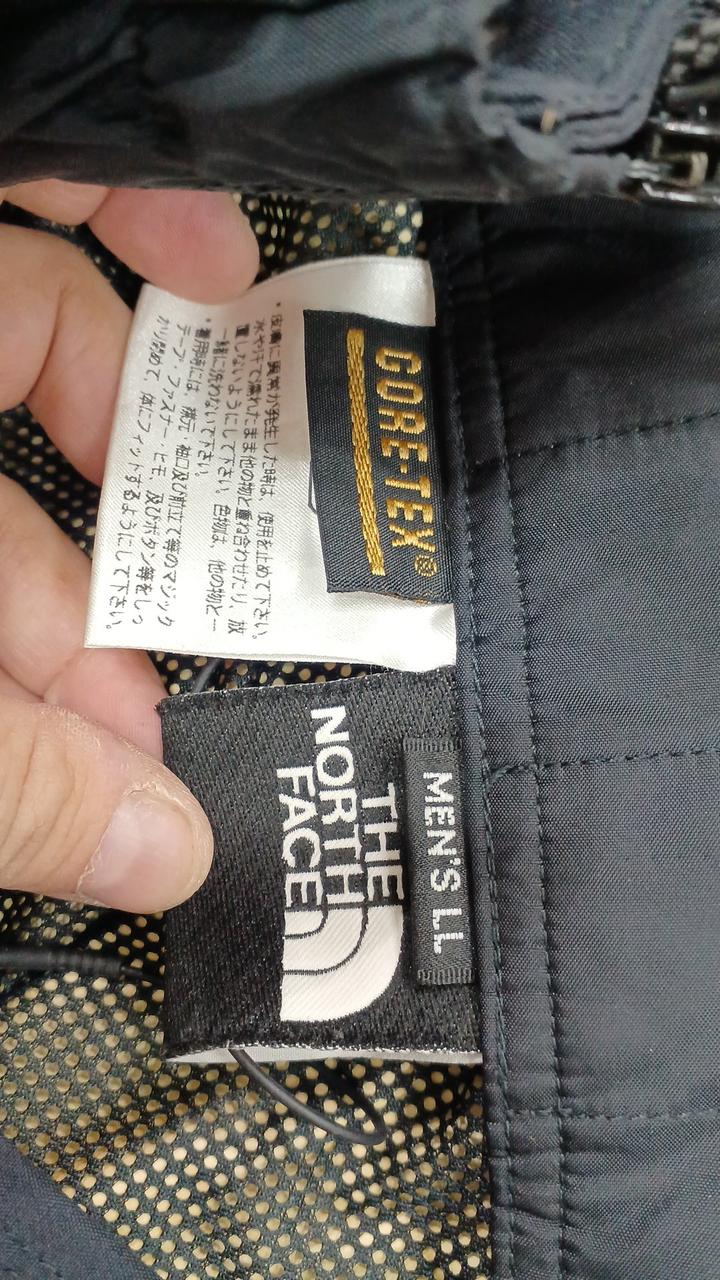 ・皮膚に異常が発生した時は、使用を止めて下さい。
水や汗で濡れたまま他の物と重ね合わせたり、放
置しないようにして下さい。色物は、他の物と一
一緒に洗わないで下さい。
・着用時には、襟元・袖口及び前立て等のマジック
テープ・ファスナー、ヒモ、及びボタン等をしっ
かり留めて、体にフィットするようにして下さい。
GORE-TEX®
MEN'S LL
THE
NORTH
FACE